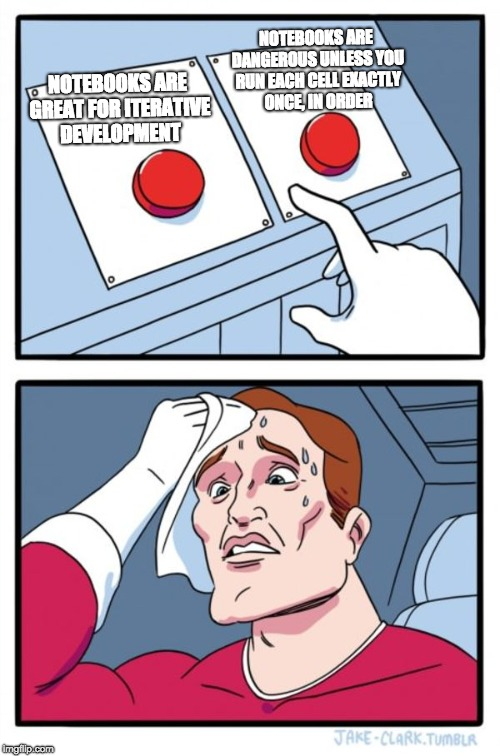 NOTEBOOKS ARE
GREAT FOR ITERATIVE
DEVELOPMENT
NOTEBOOKS ARE
DANGEROUS UNLESS YOU
RUN EACH CELL EXACTLY
ONCE, IN ORDER
JAKE-CLARK.TUMBLR
imgflip.com